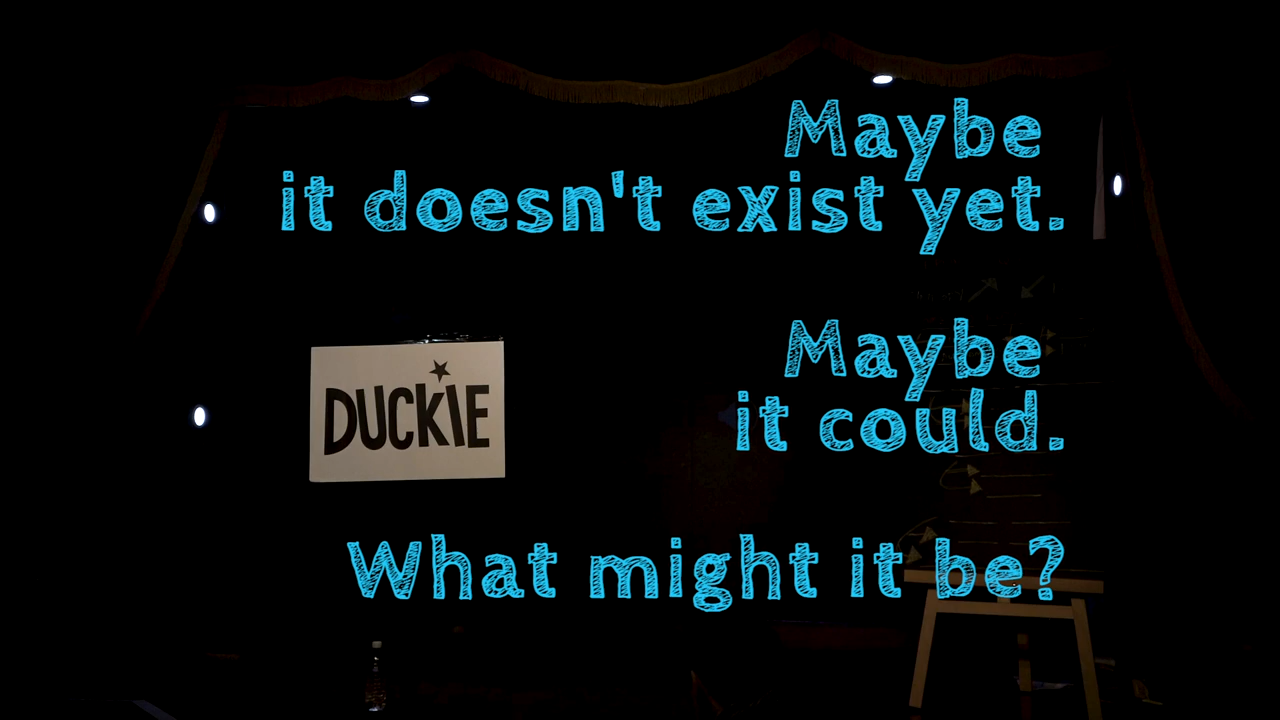 Maybe
it doesn't exist yet.
Maybe
it could.
What might it be?
DUCKIE